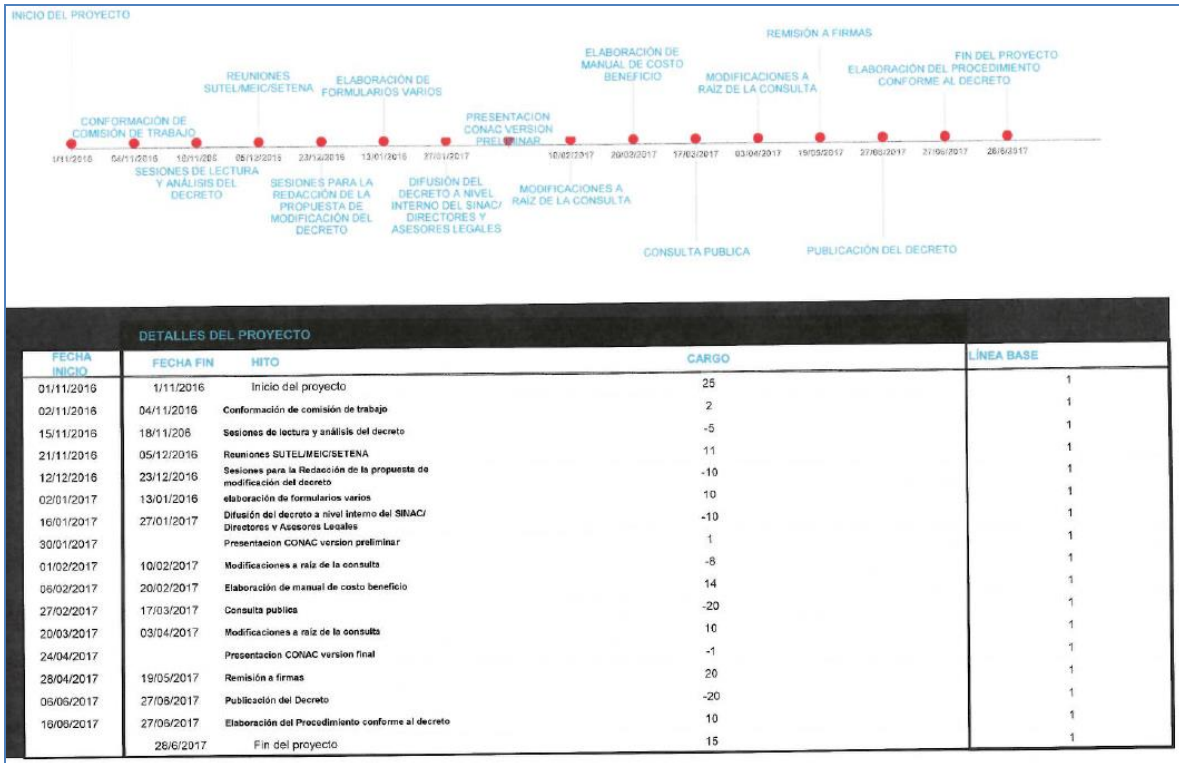 INICIO DEL PROYECTO
REMISIÓN A FIRMAS
ELABORACIÓN DE
MANUAL DE COSTO
BENEFICIO
FIN DEL PROYECTO
ELABORACIÓN DEL PROCEDIMIENTO
CONFORME AL DECRETO
REUNIONES
SUTEL/MEIC/SETENA
ELABORACIÓN DE
FORMULARIOS VARIOS
MODIFICACIONES A
RAÍZ DE LA CONSULTA
CONFORMACIÓN DE
COMISIÓN DE TRABAJO
PRESENTACION
CONAC VERSION
PRELIMINAR
1/11/2016 04/11/2016 18/11/206 05/12/2016 23/12/2016 13/01/2016 27/01/2017 10/02/2017 20/02/2017 17/03/2017 03/04/2017 19/05/2017 27/06/2017 27/06/2017 28/6/2017
SESIONES DE LECTURA
Y ANÁLISIS DEL
DECRETO
SESIONES PARA LA
REDACCIÓN DE LA
PROPUESTA DE
MODIFICACIÓN DEL
DECRETO
DIFUSIÓN DEL
DECRETO A NIVEL
INTERNO DEL SINAC/
DIRECTORES Y
ASESORES LEGALES
MODIFICACIONES A
RAÍZ DE LA CONSULTA
CONSULTA PUBLICA
PUBLICACIÓN DEL DECRETO
DETALLES DEL PROYECTO
FECHA
INICIO
FECHA FIN HITO CARGO LÍNEA BASE
01/11/2016 1/11/2016 Inicio del proyecto 25 1
02/11/2016 04/11/2016 Conformación de comisión de trabajo 2 1
15/11/2016 18/11/206 Sesiones de lectura y análisis del decreto -5 1
21/11/2016 05/12/2016 Reuniones SUTEL/MEIC/SETENA 11 1
12/12/2016 23/12/2016 Sesiones para la Redacción de la propuesta de
modificación del decreto -10 1
02/01/2017 13/01/2016 elaboración de formularios varios 10 1
16/01/2017 27/01/2017 Difusión del decreto a nivel interno del SINAC/
Directores y Asesores Legales -10 1
30/01/2017 Presentacion CONAC version preliminar 1 1
01/02/2017 10/02/2017 Modificaciones a raíz de la consulta -8 1
06/02/2017 20/02/2017 Elaboración de manual de costo beneficio 14 1
27/02/2017 17/03/2017 Consulta publica -20 1
20/03/2017 03/04/2017 Modificaciones a raíz de la consulta 10 1
24/04/2017 Presentacion CONAC version final -1 1
28/04/2017 19/05/2017 Remisión a firmas 20 1
06/06/2017 27/06/2017 Publicación del Decreto -20 1
16/06/2017 27/06/2017 Elaboración del Procedimiento conforme al decreto 10 1
28/6/2017 Fin del proyecto 15 1